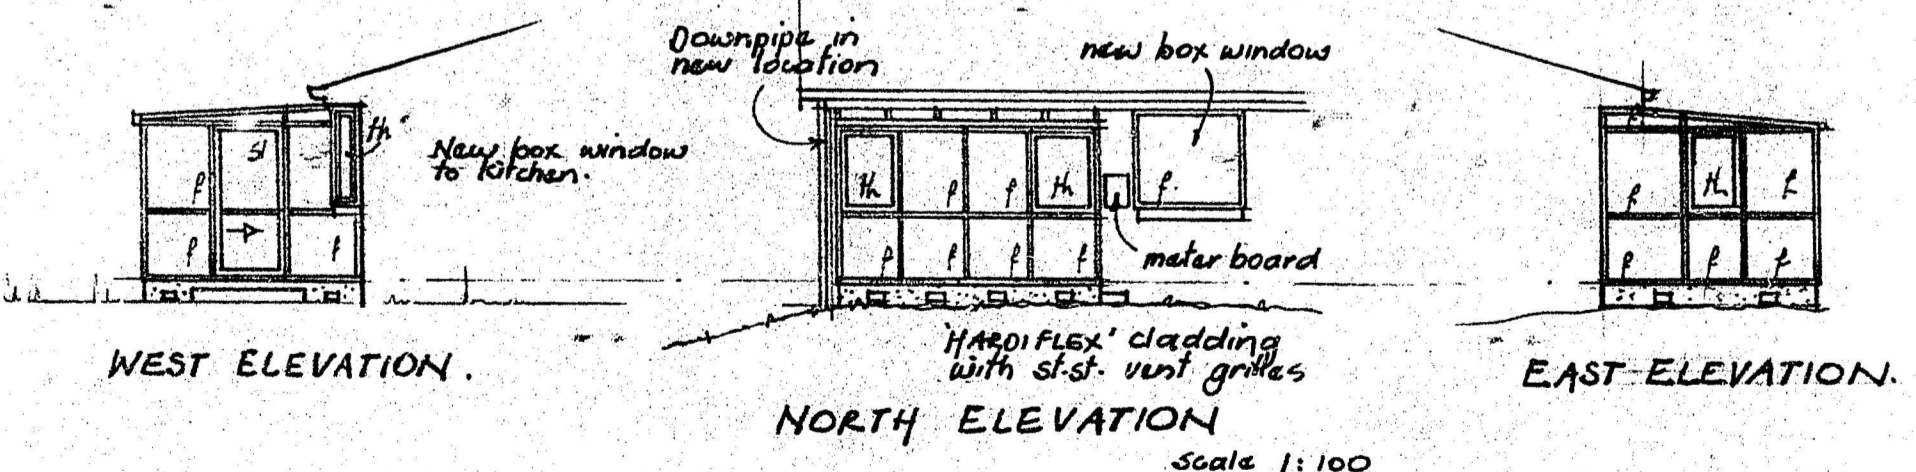 f
f
sl
f
th
New box window
to kitchen.
WEST ELEVATION.
Downpipe in
new location
new box window
th
f
f
th
f.
f
f
f
f
meter board
'HARDIFLEX' cladding
with st.st. vent grilles
NORTH ELEVATION
scale 1:100
f
f
th
f
f
f
f
EAST ELEVATION.